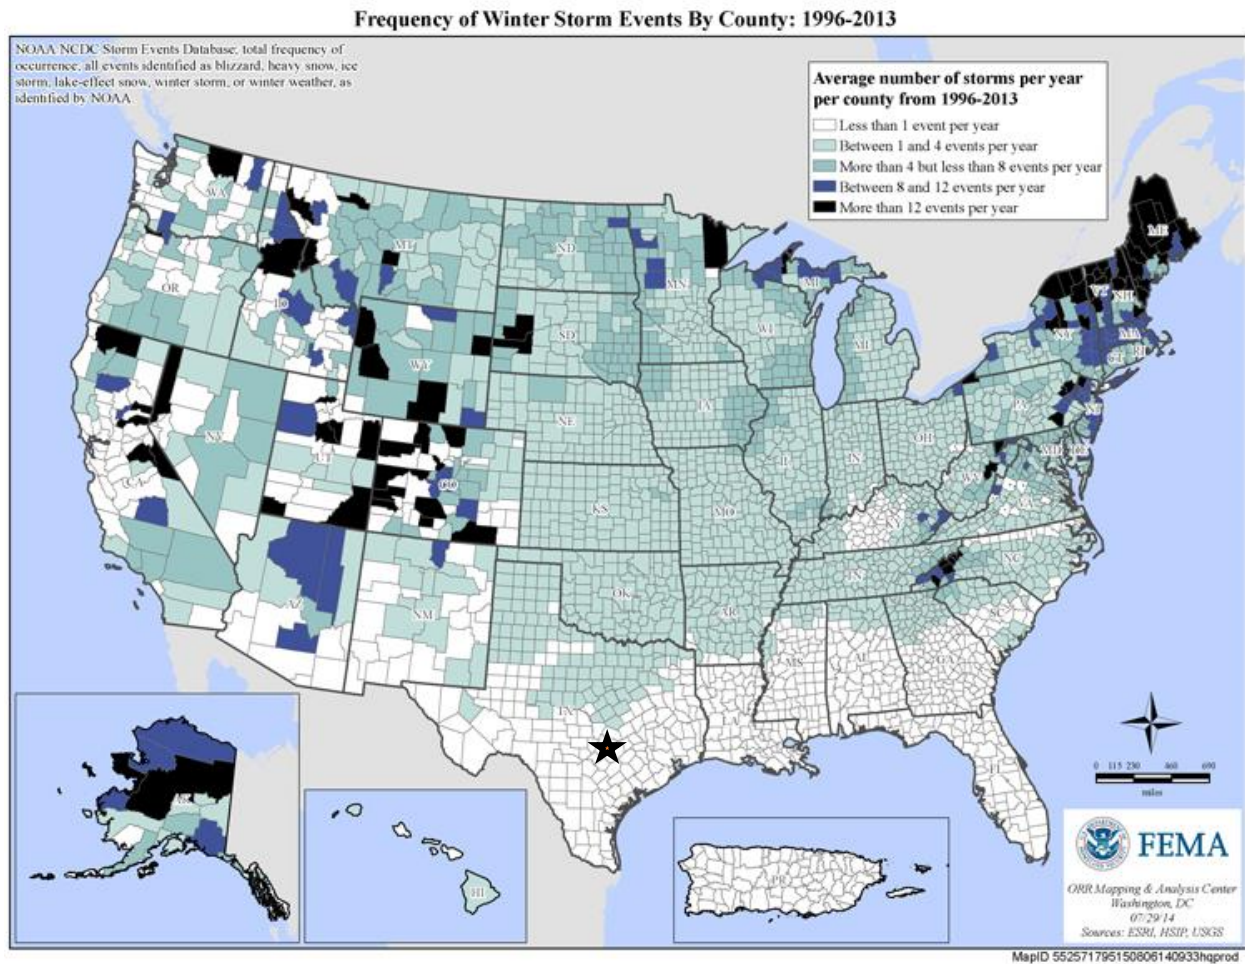 Frequency of Winter Storm Events By County: 1996-2013
NOAA NCDC Storm Events Database, total frequency of
occurrence, all events identified as blizzard, heavy snow, ice
storm, lake-effect snow, winter storm, or winter weather, as
identified by NOAA
Average number of storms per year
per county from 1996-2013
Less than 1 event per year
Between 1 and 4 events per year
More than 4 but less than 8 events per year
Between 8 and 12 events per year
More than 12 events per year
WA
MT
ND
MN
ME
VT
NH
OR
ID
SD
WI
MI
MI
NY
MA
CT
RI
WY
NE
IA
PA
NJ
NV
UT
CO
IL
IN
OH
MD
DE
CA
KS
MO
KY
WV
VA
AZ
NM
OK
AR
TN
NC
SC
TX
MS
AL
GA
LA
FL
AK
HI
PR
0 115 230 460 690
miles
FEMA
ORR Mapping & Analysis Center
Washington, DC
07/29/14
Sources: ESRI, HSIP, USGS
MapID 552571795150806140933hqprod